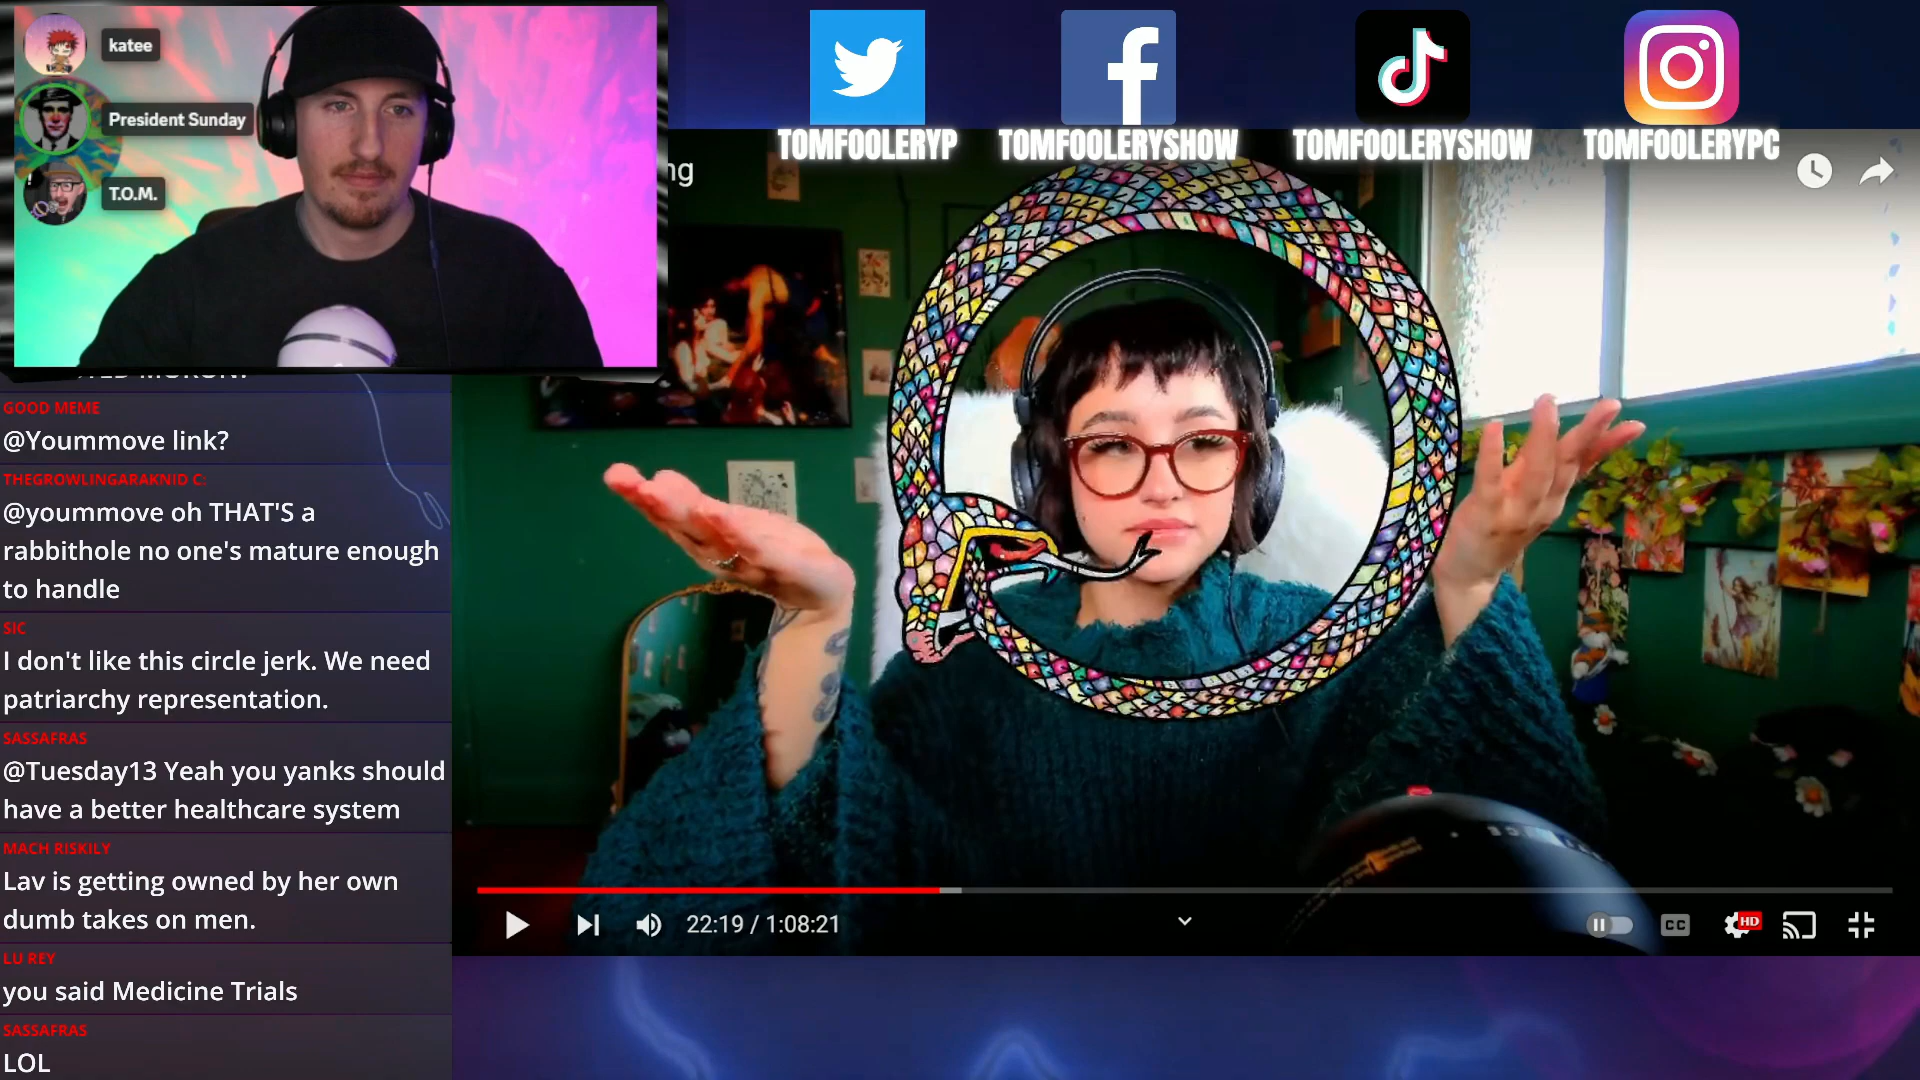 katee
President Sunday
T.O.M.
TOMFOOLERYP
TOMFOOLERYSHOW
TOMFOOLERYSHOW
TOMFOOLERYPC
ng
GOOD MEME
@Yoummove link?
THEGROWLINGARAKNID C:
@yoummove oh THAT'S a
rabbithole no one's mature enough
to handle
SIC
I don't like this circle jerk. We need
patriarchy representation.
SASSAFRAS
@Tuesday13 Yeah you yanks should
have a better healthcare system
MACH RISKILY
Lav is getting owned by her own
dumb takes on men.
LU REY
you said Medicine Trials
SASSAFRAS
LOL
22:19 / 1:08:21
CC
HD